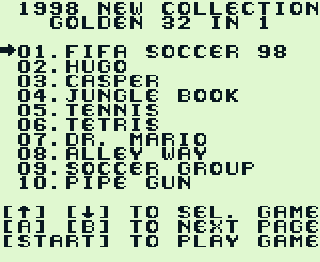 1998 NEW COLLECTION
GOLDEN 32 IN 1
➔01. FIFA SOCCER 98
02. HUGO
03. CASPER
04. JUNGLE BOOK
05. TENNIS
06. TETRIS
07. DR. MARIO
08. ALLEY WAY
09. SOCCER GROUP
10. PIPE GUN
[↑] [↓] TO SEL. GAME
[A] [B] TO NEXT PAGE
[START] TO PLAY GAME